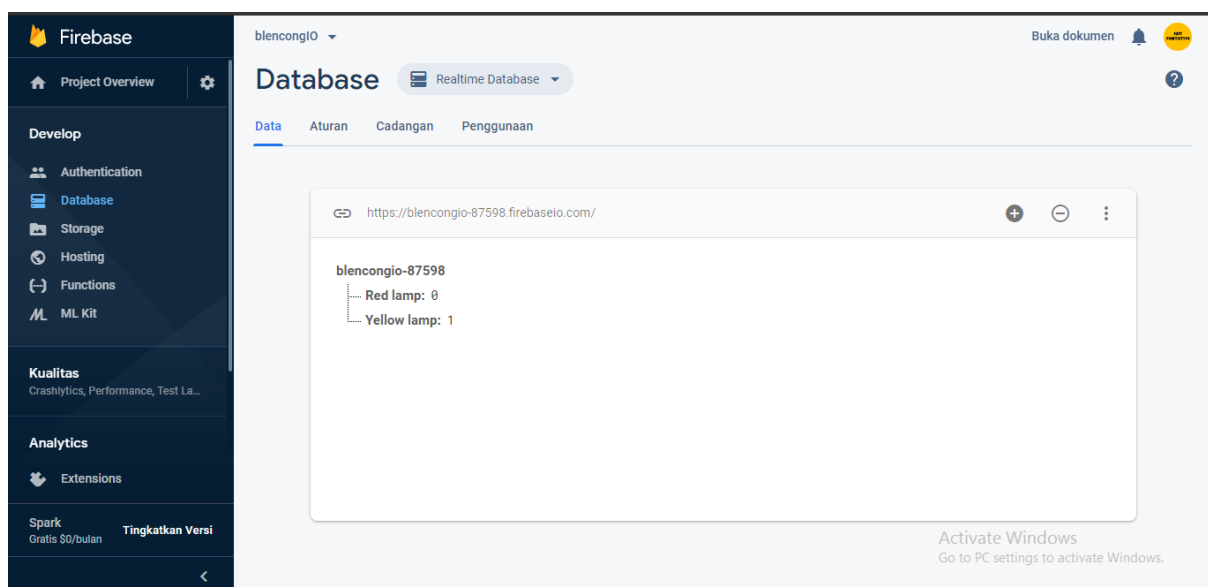 Firebase
Project Overview
Develop
Authentication
Database
Storage
Hosting
Functions
ML Kit
Kualitas
Crashlytics, Performance, Test La...
Analytics
Extensions
Spark
Gratis $0/bulan
Tingkatkan Versi
blencongIO
Buka dokumen
Database
Realtime Database
Data Aturan Cadangan Penggunaan
https://blencongio-87598.firebaseio.com/
blencongio-87598
Red lamp: 0
Yellow lamp: 1
Activate Windows
Go to PC settings to activate Windows.